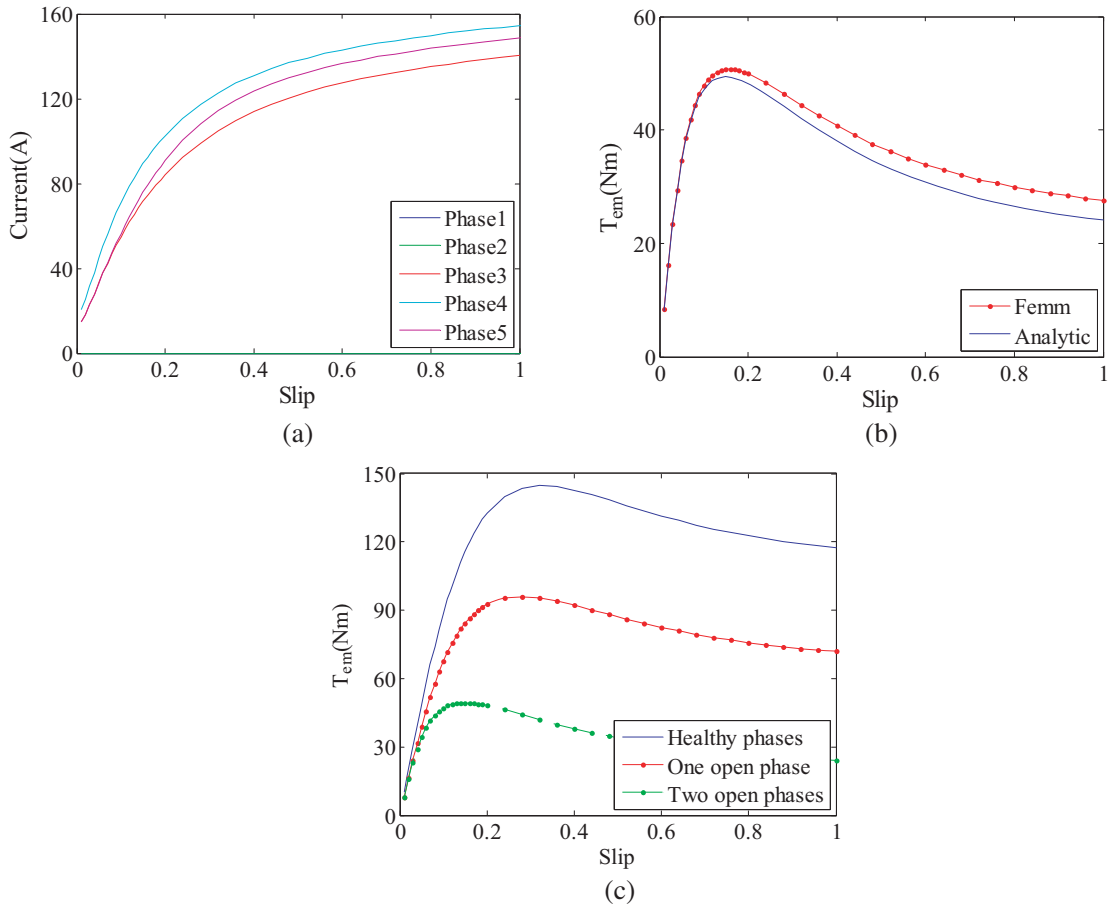 160
120
80
40
0
Current(A)
0
0.2
0.4
0.6
0.8
1
Slip
Phase1
Phase2
Phase3
Phase4
Phase5
(a)
60
40
20
0
T_em(Nm)
0
0.2
0.4
0.6
0.8
1
Slip
Femm
Analytic
(b)
150
120
90
60
30
0
T_em(Nm)
0
0.2
0.4
0.6
0.8
1
Slip
Healthy phases
One open phase
Two open phases
(c)